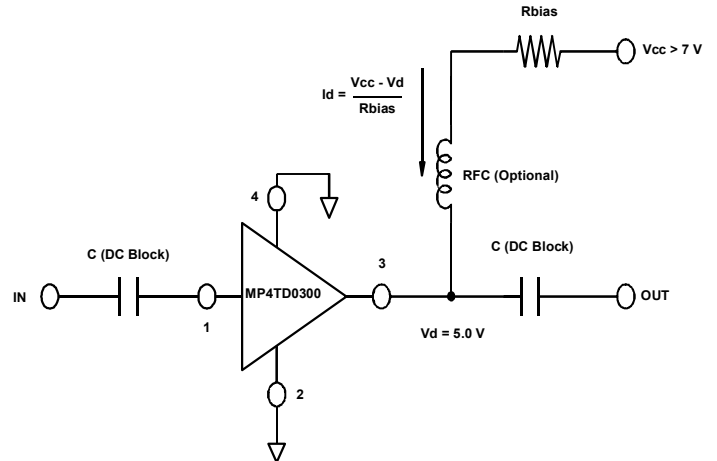 Rbias
Vcc > 7 V
Id = Vcc - Vd
Rbias
RFC (Optional)
4
C (DC Block)
C (DC Block)
3
IN
MP4TD0300
OUT
1
Vd = 5.0 V
2